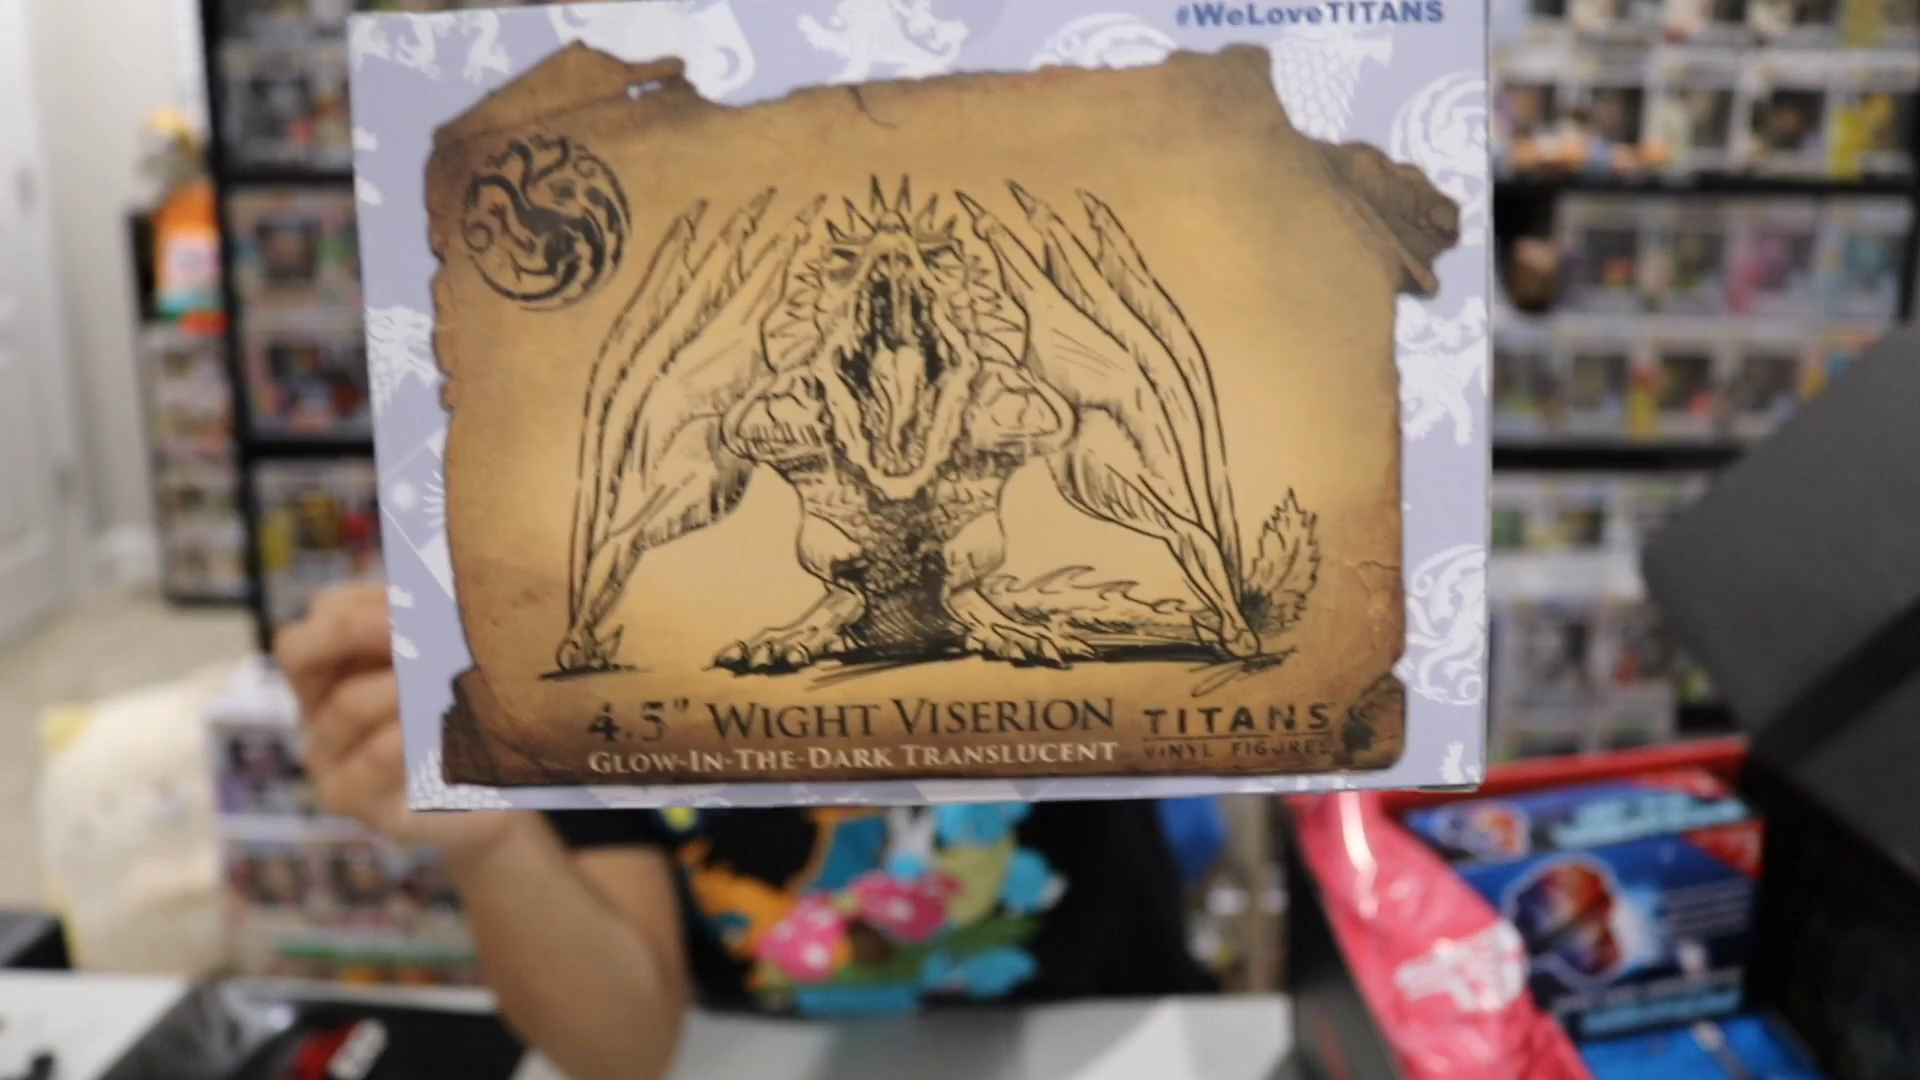 #WeLoveTITANS
4.5" WIGHT VISERION
GLOW-IN-THE-DARK TRANSLUCENT
TITANS
VINYL FIGURES